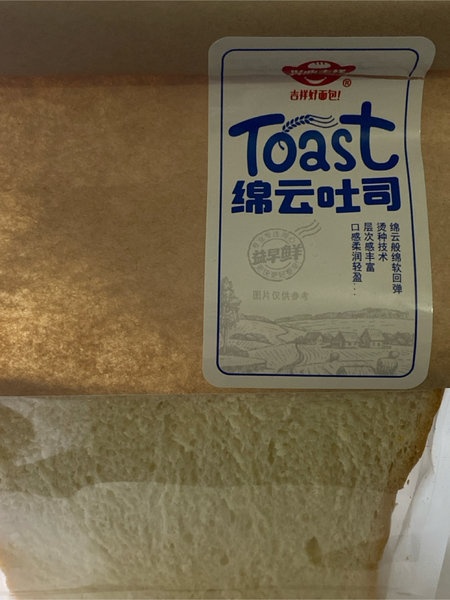 ®
吉祥好面包!
Toast
绵云吐司
绵云般绵软回弹
烫种技术
层次感丰富
口感柔润轻盈··
益早鱼羊
图片仅供参考